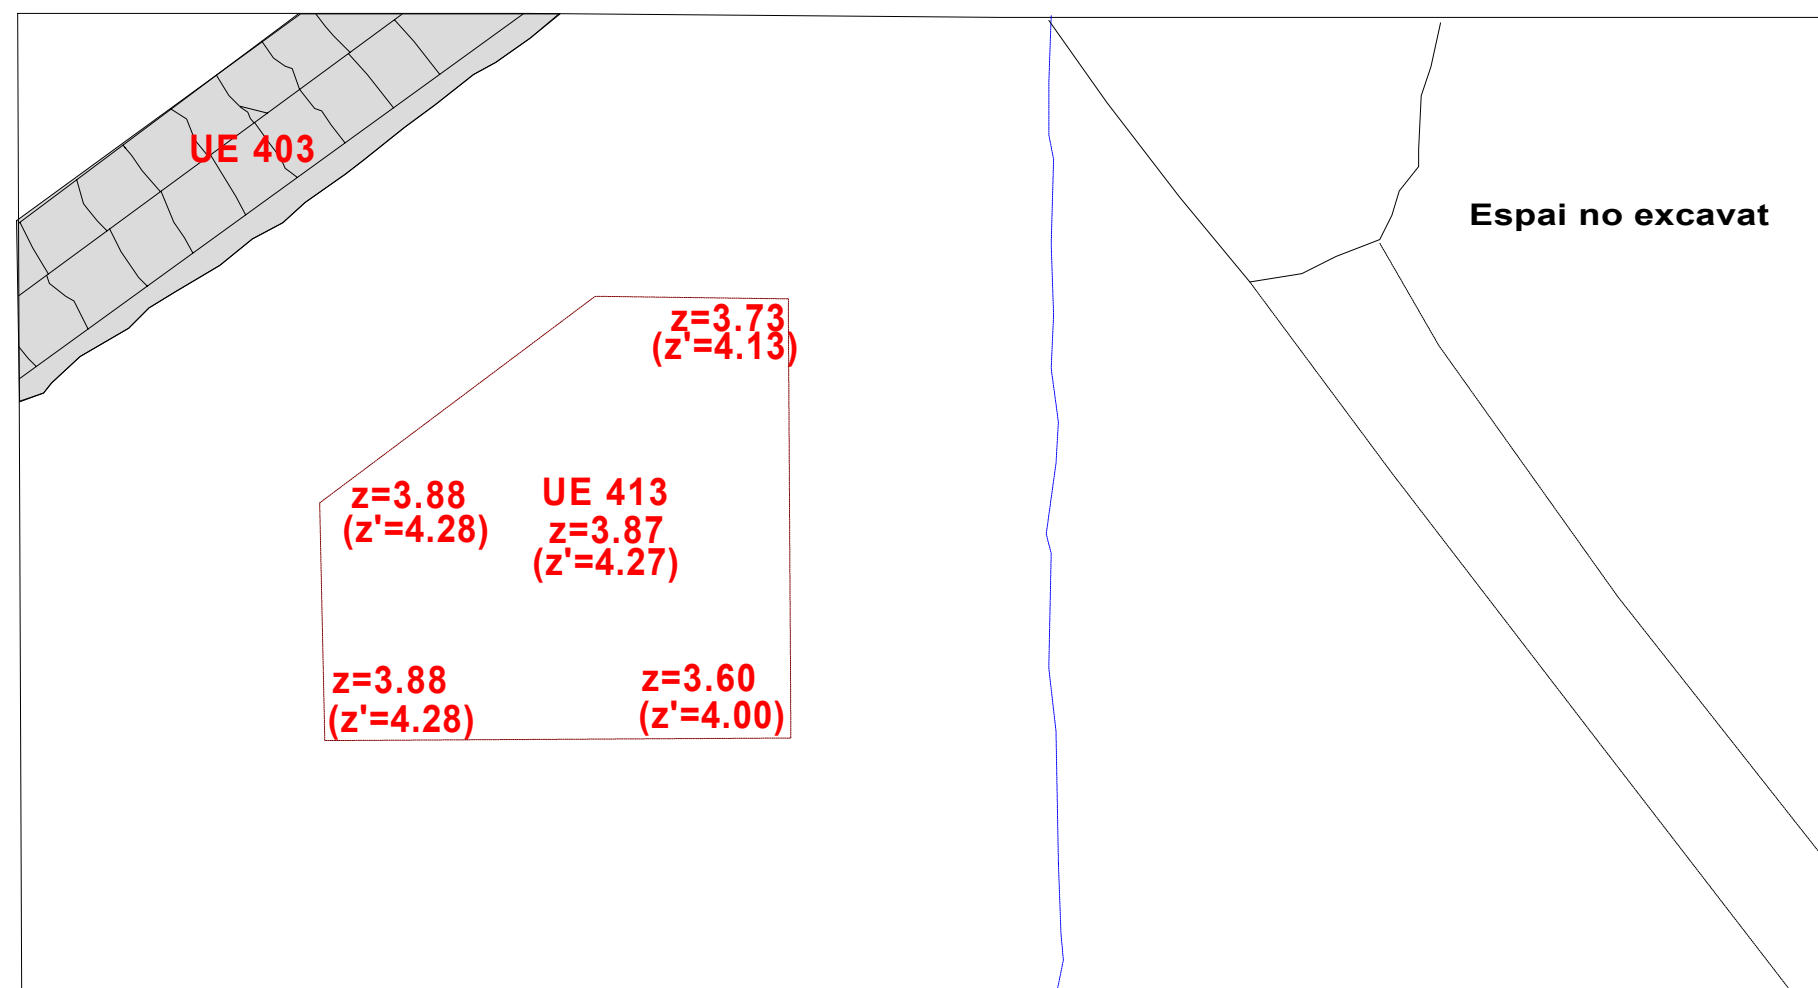 UE 403
Espai no excavat
z=3.73
(z'=4.13)
z=3.88
(z'=4.28)
UE 413
z=3.87
(z'=4.27)
z=3.88
(z'=4.28)
z=3.60
(z'=4.00)